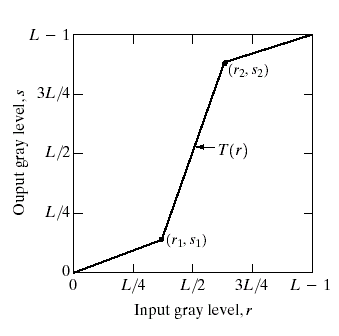 L − 1
(r₂, s₂)
3L/4
Ouput gray level, s
L/2
T(r)
L/4
(r₁, s₁)
0
0 L/4 L/2 3L/4 L − 1
Input gray level, r